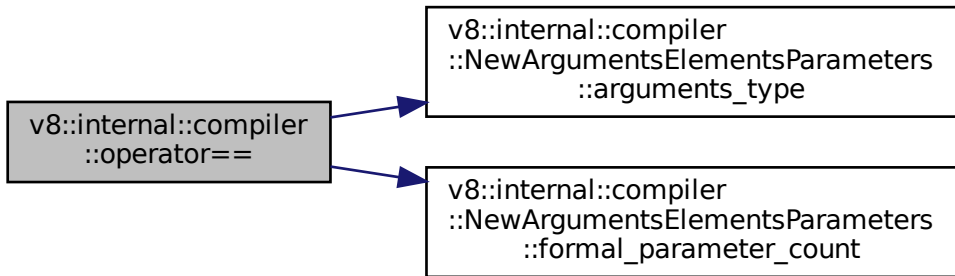 v8::internal::compiler
::operator==
v8::internal::compiler
::NewArgumentsElementsParameters
::arguments_type
v8::internal::compiler
::NewArgumentsElementsParameters
::formal_parameter_count